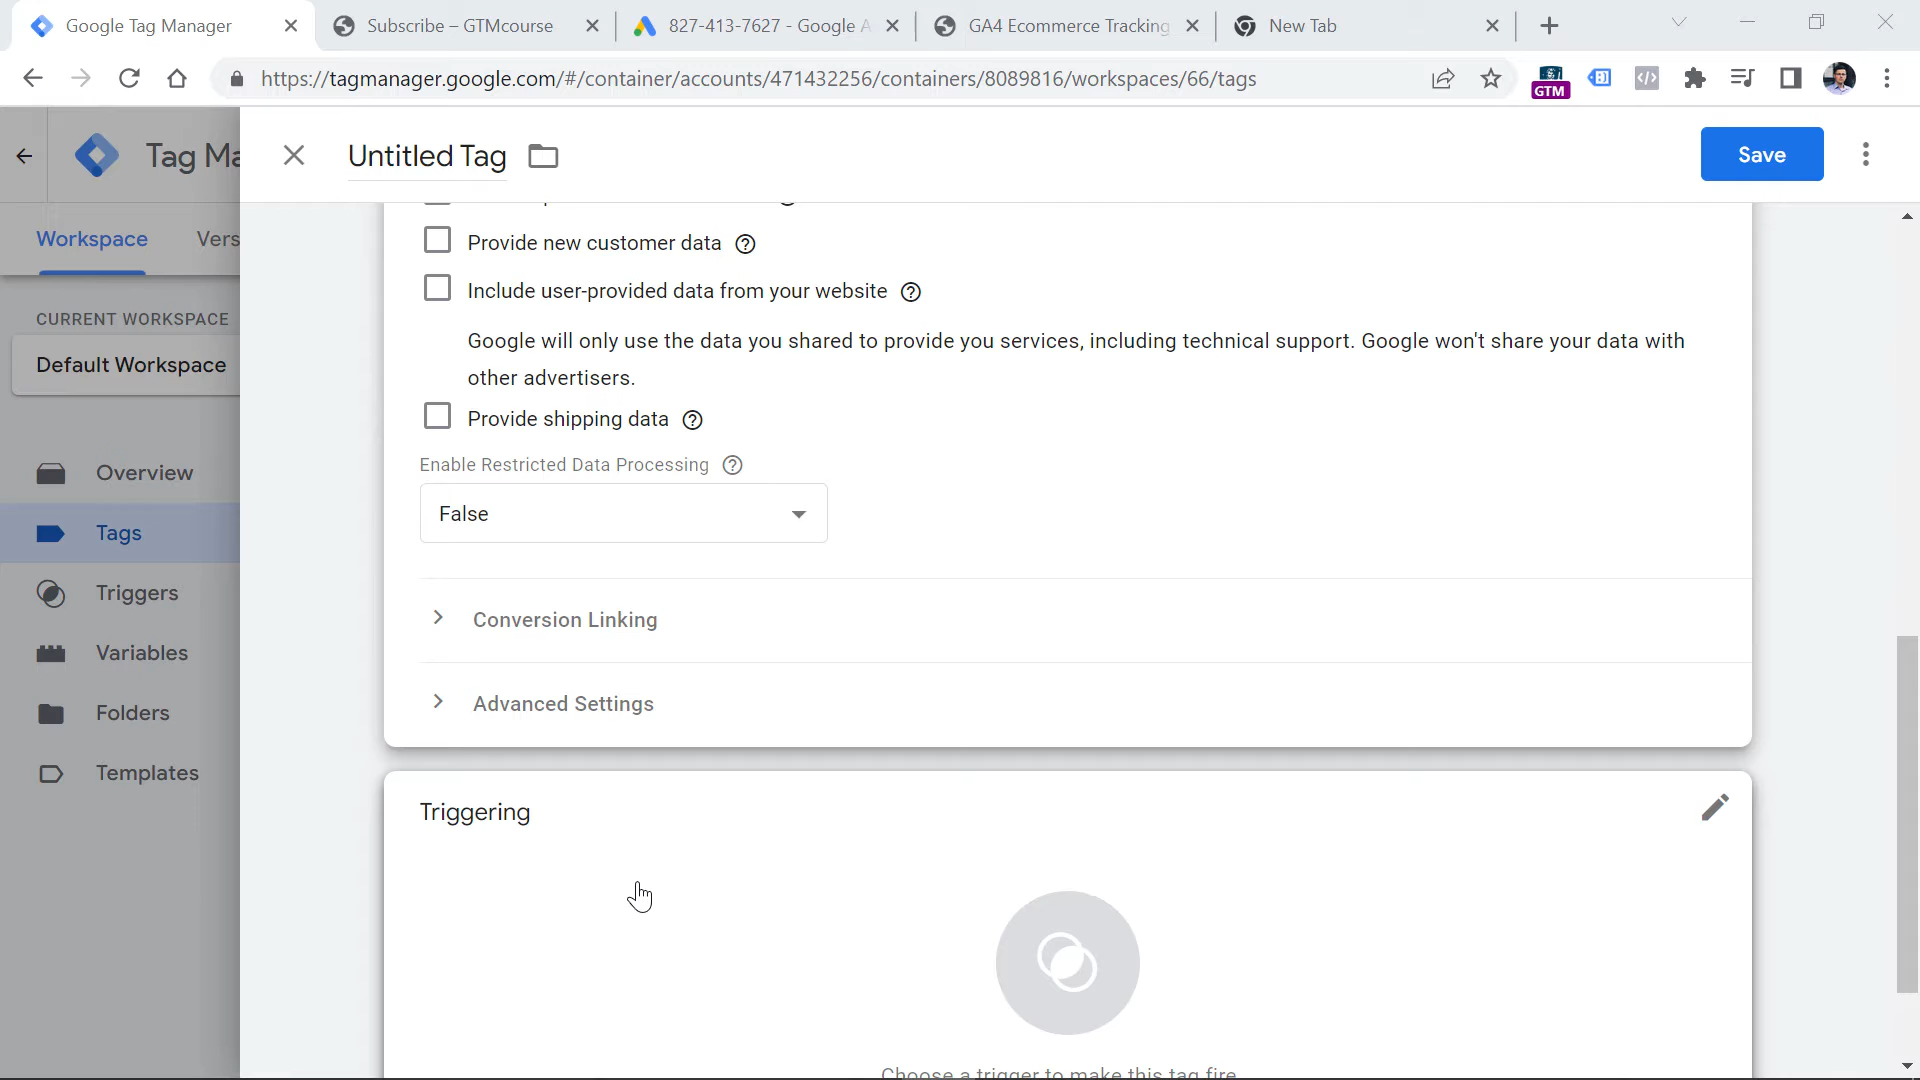 Google Tag Manager
Subscribe – GTMcourse
827-413-7627 - Google A
GA4 Ecommerce Tracking
New Tab
https://tagmanager.google.com/#/container/accounts/471432256/containers/8089816/workspaces/66/tags
GTM
Tag Ma
Untitled Tag
Save
Workspace
Vers
CURRENT WORKSPACE
Default Workspace
Overview
Tags
Triggers
Variables
Folders
Templates
Provide new customer data
Include user-provided data from your website
Google will only use the data you shared to provide you services, including technical support. Google won't share your data with
other advertisers.
Provide shipping data
Enable Restricted Data Processing
False
Conversion Linking
Advanced Settings
Triggering
Choose a trigger to make this tag fire